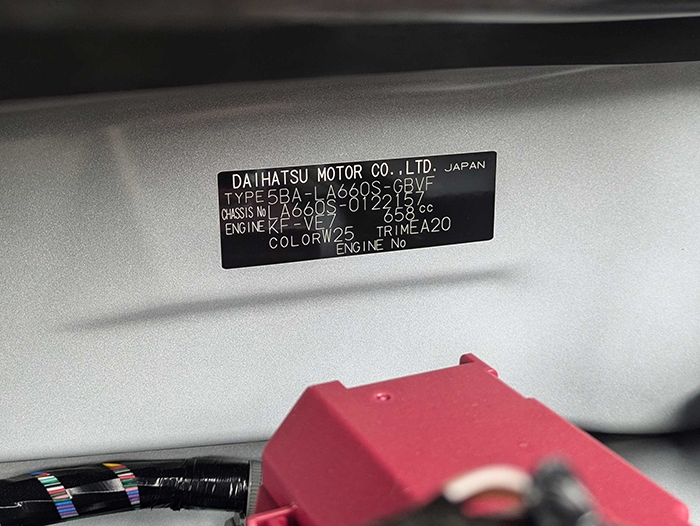 DAIHATSU MOTOR CO.,LTD. JAPAN
TYPE 5BA-LA660S-GBVF
CHASSIS No LA660S-0122157
ENGINE KF-VE7 658cc
COLOR W25 TRIM EA20
ENGINE No